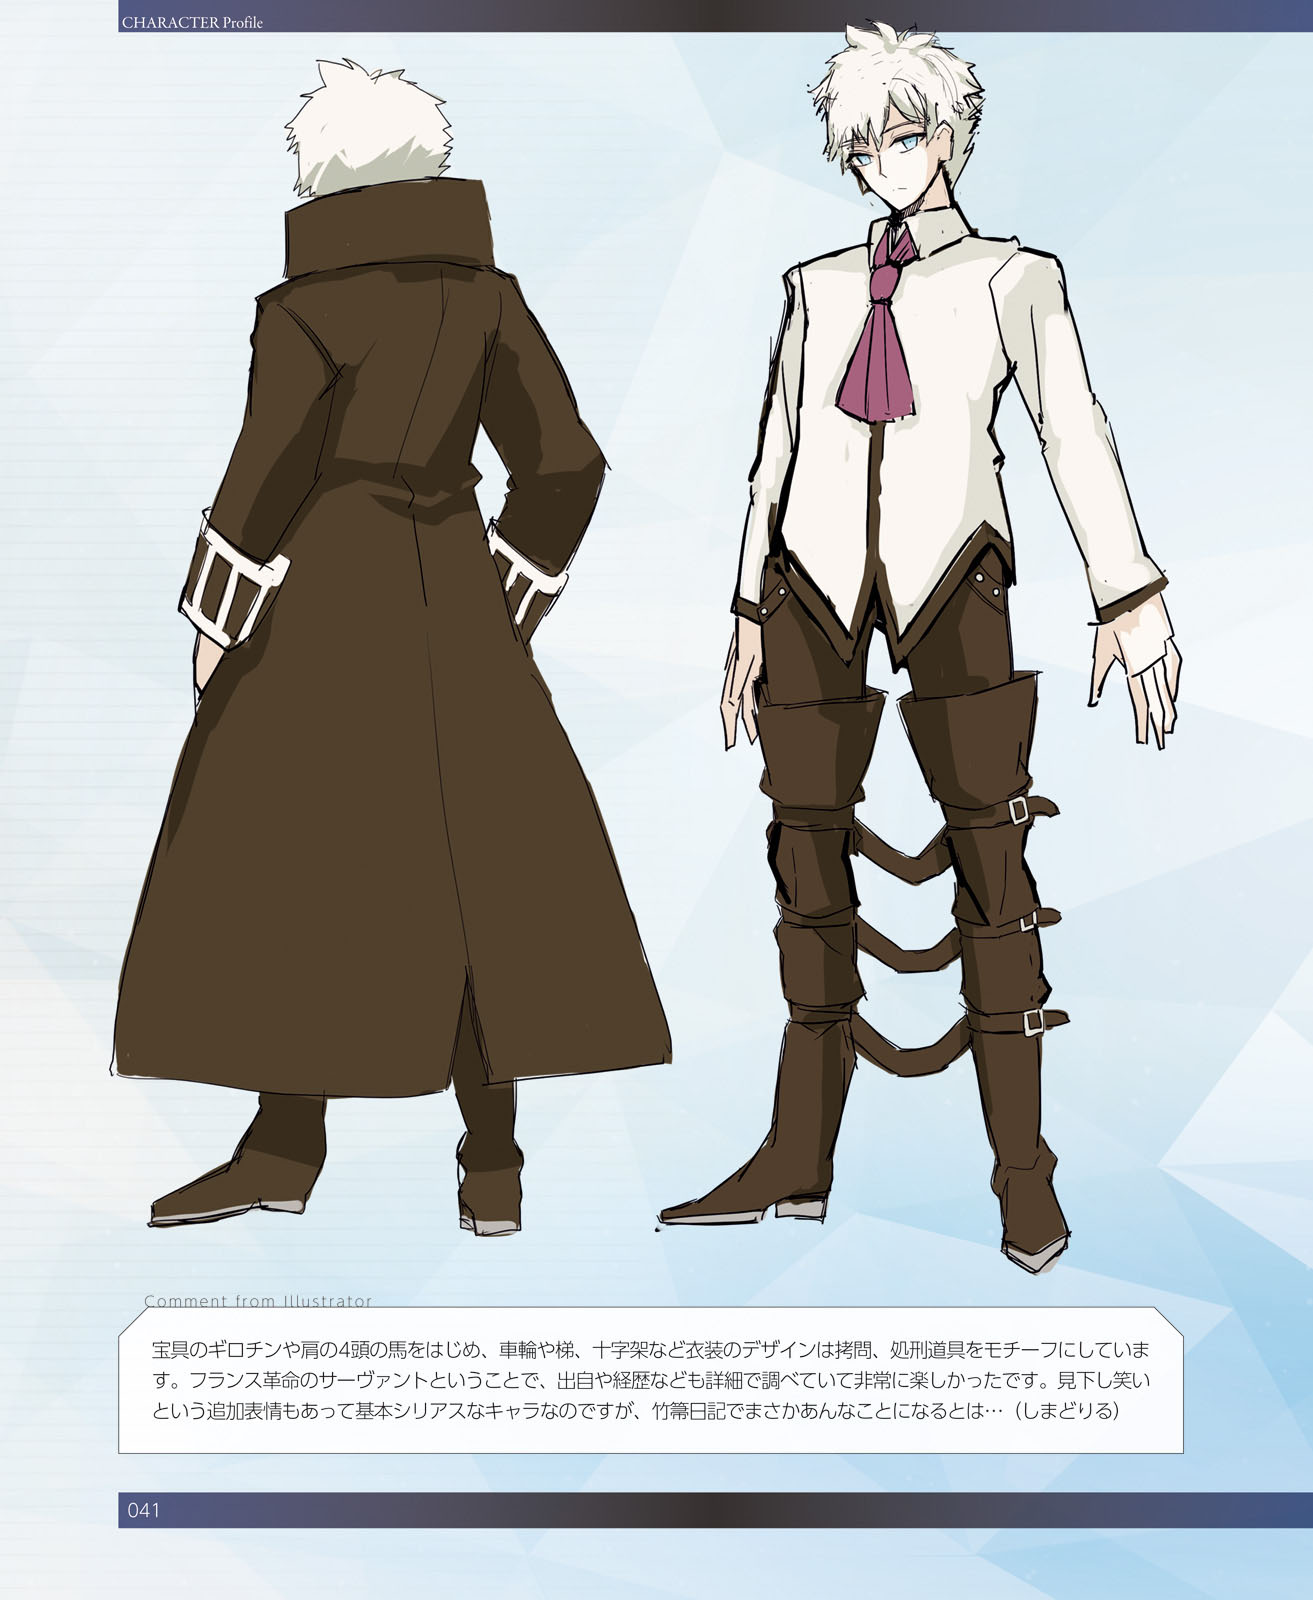 CHARACTER Profile
Comment from Illustrator
宝具のギロチンや肩の4頭の馬をはじめ、車輪や梯、十字架など衣装のデザインは拷問、処刑道具をモチーフにしていま
す。フランス革命のサーヴァントということで、出自や経歴なども詳細で調べていて非常に楽しかったです。見下し笑い
という追加表情もあって基本シリアスなキャラなのですが、竹箒日記でまさかあんなことになるとは…（しまどりる）
041